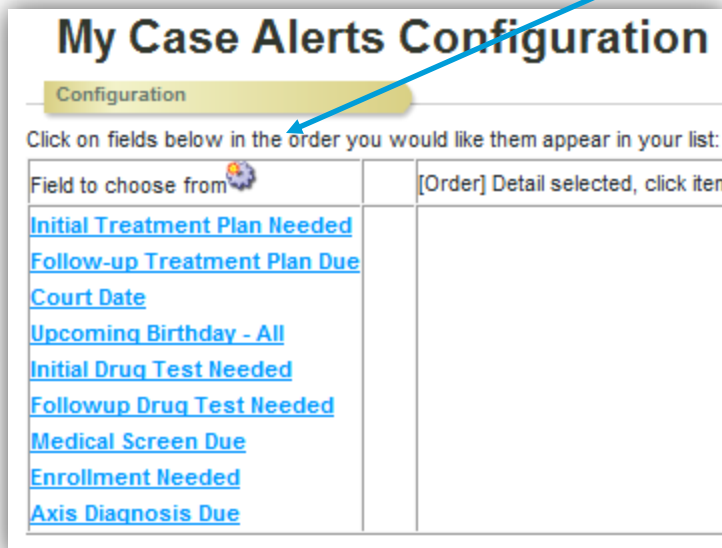 My Case Alerts Configuration
Configuration
Click on fields below in the order you would like them appear in your list:
Field to choose from
[Order] Detail selected, click
Initial Treatment Plan Needed
Follow-up Treatment Plan Due
Court Date
Upcoming Birthday - All
Initial Drug Test Needed
Followup Drug Test Needed
Medical Screen Due
Enrollment Needed
Axis Diagnosis Due